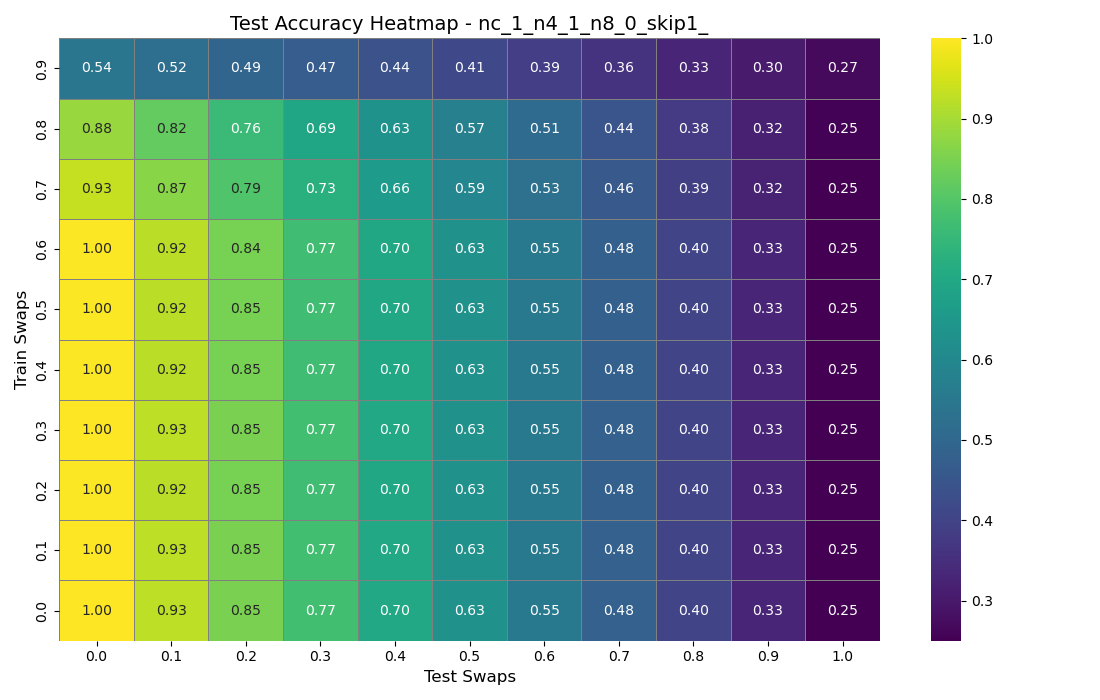 Test Accuracy Heatmap - nc_1_n4_1_n8_0_skip1_
Train Swaps
0.9 0.54 0.52 0.49 0.47 0.44 0.41 0.39 0.36 0.33 0.30 0.27
0.8 0.88 0.82 0.76 0.69 0.63 0.57 0.51 0.44 0.38 0.32 0.25
0.7 0.93 0.87 0.79 0.73 0.66 0.59 0.53 0.46 0.39 0.32 0.25
0.6 1.00 0.92 0.84 0.77 0.70 0.63 0.55 0.48 0.40 0.33 0.25
0.5 1.00 0.92 0.85 0.77 0.70 0.63 0.55 0.48 0.40 0.33 0.25
0.4 1.00 0.92 0.85 0.77 0.70 0.63 0.55 0.48 0.40 0.33 0.25
0.3 1.00 0.93 0.85 0.77 0.70 0.63 0.55 0.48 0.40 0.33 0.25
0.2 1.00 0.92 0.85 0.77 0.70 0.63 0.55 0.48 0.40 0.33 0.25
0.1 1.00 0.93 0.85 0.77 0.70 0.63 0.55 0.48 0.40 0.33 0.25
0.0 1.00 0.93 0.85 0.77 0.70 0.63 0.55 0.48 0.40 0.33 0.25
0.0 0.1 0.2 0.3 0.4 0.5 0.6 0.7 0.8 0.9 1.0
Test Swaps
1.0
0.9
0.8
0.7
0.6
0.5
0.4
0.3